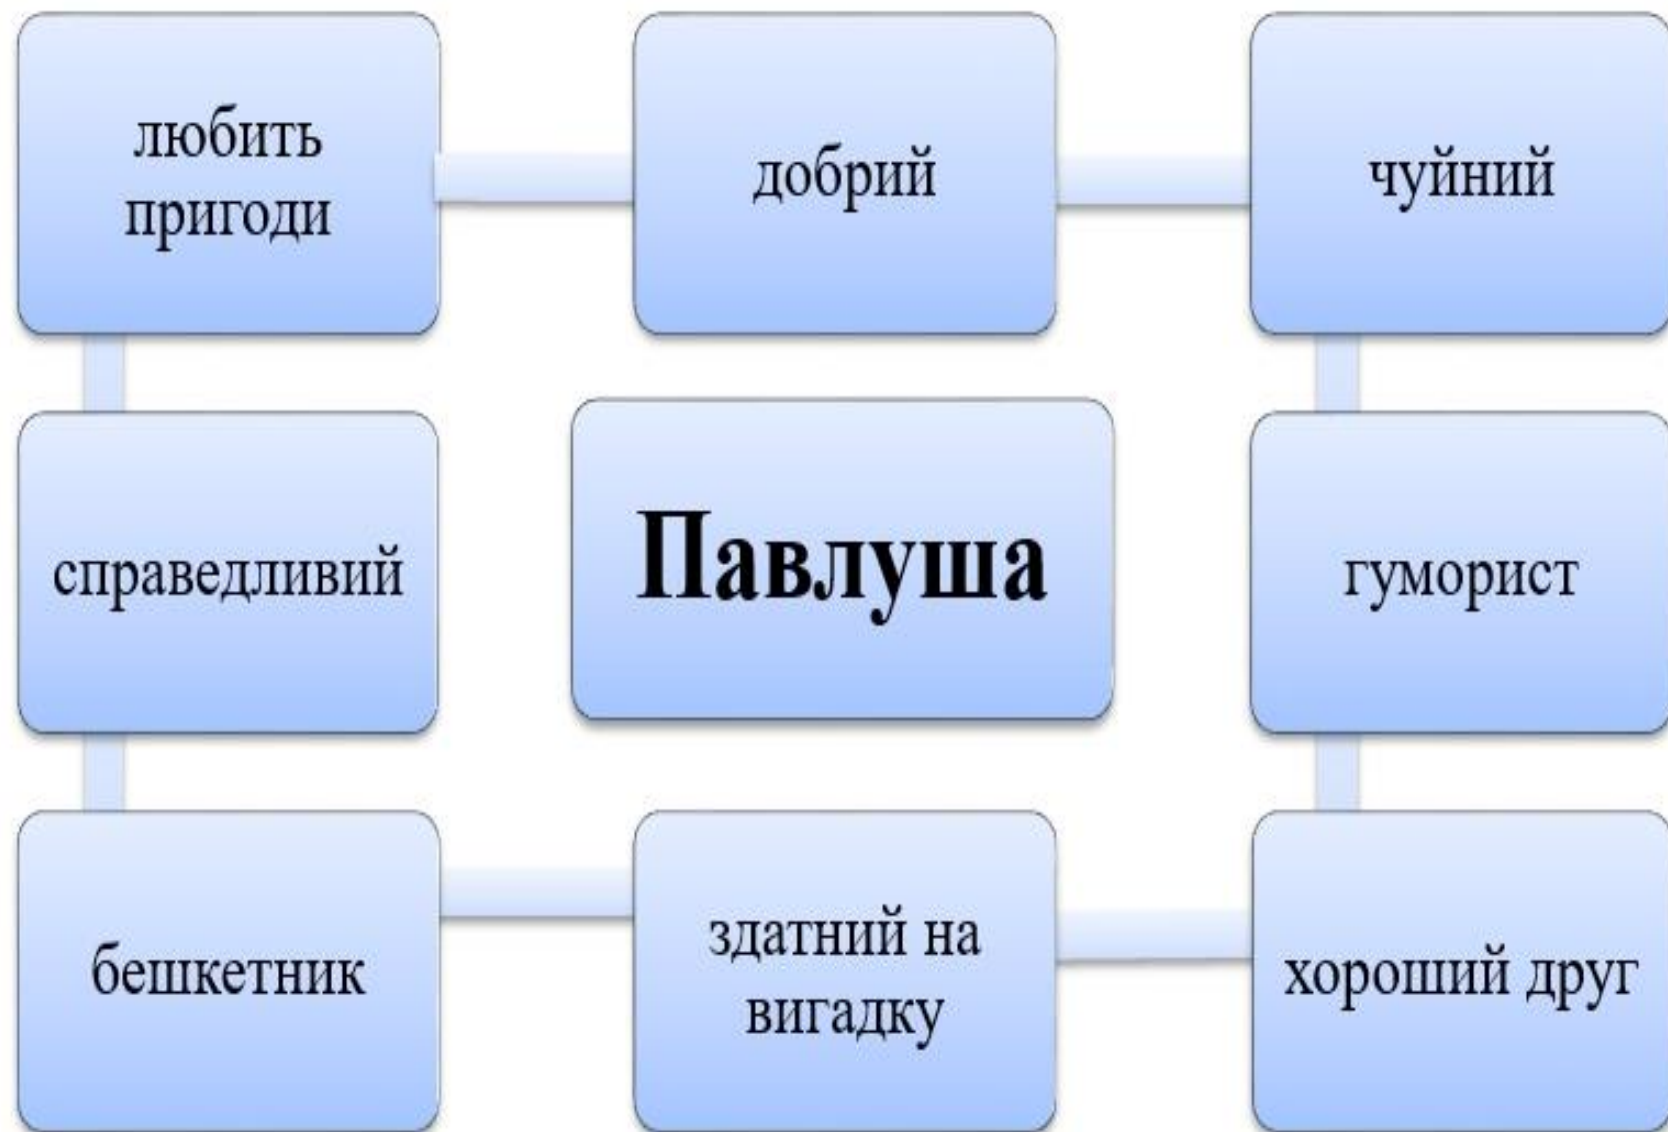 любить
пригоди
добрий
чуйний
справедливий
Павлуша
гуморист
бешкетник
здатний на
вигадку
хороший друг